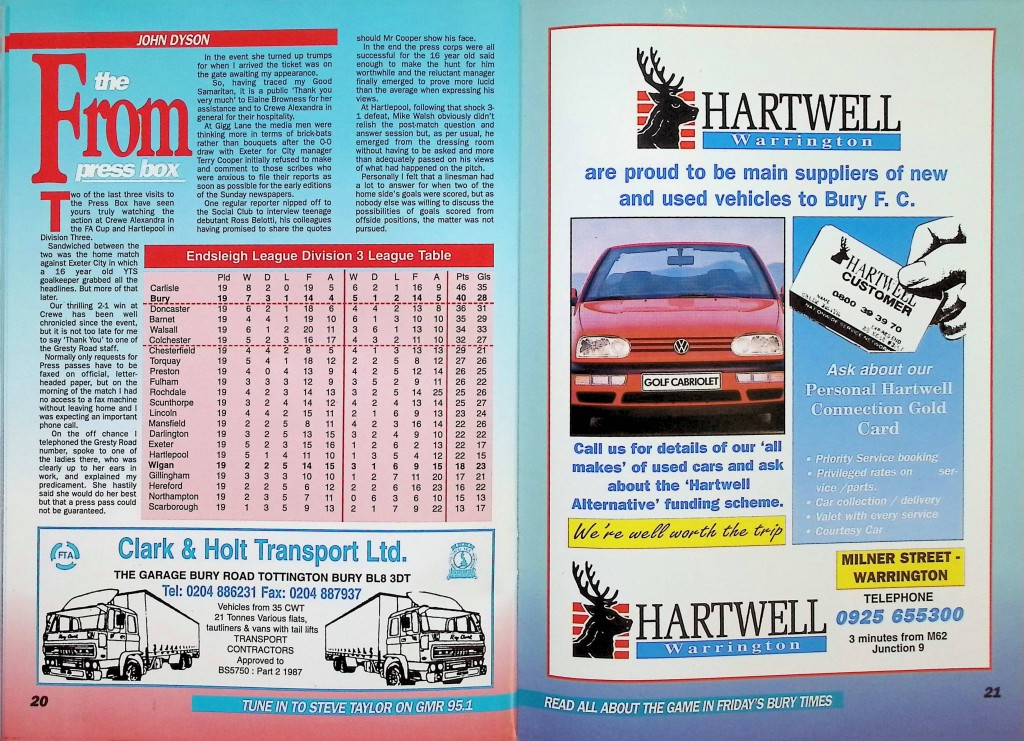 JOHN DYSON
the
From
press box
Two of the last three visits to
the Press Box have seen
yours truly watching the
action at Crewe Alexandra in
the FA Cup and Hartlepool in
Division Three.
Sandwiched between the
two was the home match
against Exeter City in which
a 16 year old YTS
goalkeeper grabbed all the
headlines. But more of that
later.
Our thrilling 2-1 win at
Crewe has been well
chronicled since the event,
but it is not too late for me
to say 'Thank You' to one of
the Gresty Road staff.
Normally only requests for
Press passes have to be
faxed on official, letter-
headed paper, but on the
morning of the match I had
no access to a fax machine
without leaving home and I
was expecting an important
phone call.
On the off chance I
telephoned the Gresty Road
number, spoke to one of
the ladies there, who was
clearly up to her ears in
work, and explained my
predicament. She hastily
said she would do her best
but that a press pass could
not be guaranteed.
In the event she turned up trumps
for when I arrived the ticket was on
the gate awaiting my appearance.
So, having traced my Good
Samaritan, it is a public 'Thank you
very much' to Elaine Browness for her
assistance and to Crewe Alexandra in
general for their hospitality.
At Gigg Lane the media men were
thinking more in terms of brick-bats
rather than bouquets after the 0-0
draw with Exeter for City manager
Terry Cooper initially refused to make
and comment to those scribes who
were anxious to file their reports as
soon as possible for the early editions
of the Sunday newspapers.
One regular reporter nipped off to
the Social Club to interview teenage
debutant Ross Belotti, his colleagues
having promised to share the quotes
should Mr Cooper show his face.
In the end the press corps were all
successful for the 16 year old said
enough to make the hunt for him
worthwhile and the reluctant manager
finally emerged to prove more lucid
than the average when expressing his
views.
At Hartlepool, following that shock 3-
1 defeat, Mike Walsh obviously didn't
relish the post-match question and
answer session but, as per usual, he
emerged from the dressing room
without having to be asked and more
than adequately passed on his views
of what had happened on the pitch.
Personally I felt that a linesman had
a lot to answer for when two of the
home side's goals were scored, but as
nobody else was willing to discuss the
possibilities of goals scored from
offside positions, the matter was not
pursued.
Endsleigh League Division 3 League Table
Pld W D L F A W D L F A Pts Gls
Carlisle 19 8 2 0 19 5 6 2 1 16 9 46 35
Bury 19 7 3 1 14 4 5 1 2 14 5 40 28
Doncaster 19 6 2 1 18 6 4 4 2 13 8 36 31
Barnet 19 4 4 1 19 10 6 1 3 10 10 35 29
Walsall 19 6 1 2 20 11 3 6 1 13 10 34 33
Colchester 19 5 2 3 16 17 4 3 2 11 10 32 27
Chesterfield 19 4 4 2 8 5 4 1 3 13 13 29 21
Torquay 19 5 4 1 18 12 2 2 5 8 12 27 26
Preston 19 4 0 4 13 9 4 2 5 12 14 26 25
Fulham 19 3 3 3 12 9 3 5 2 9 11 26 22
Rochdale 19 4 2 3 14 13 3 2 5 14 25 25 26
Scunthorpe 19 3 2 4 14 12 4 2 4 13 14 25 27
Lincoln 19 4 4 2 15 11 2 1 6 9 13 23 24
Mansfield 19 2 2 5 8 11 4 2 3 16 14 22 26
Darlington 19 3 2 5 13 15 3 2 4 9 10 22 22
Exeter 19 5 2 3 15 16 1 2 6 2 13 22 17
Hartlepool 19 5 1 4 11 10 1 3 5 4 12 22 15
Wigan 19 2 2 5 14 15 3 1 6 9 15 18 23
Gillingham 19 3 3 3 10 10 1 2 7 11 20 17 21
Hereford 19 2 2 5 6 12 2 2 6 16 23 16 22
Northampton 19 2 3 5 7 11 0 6 3 6 10 15 13
Scarborough 19 1 3 5 9 13 2 1 7 9 22 13 17
FTA
Clark & Holt Transport Ltd.
THE GARAGE BURY ROAD TOTTINGTON BURY BL8 3DT
Tel: 0204 886231 Fax: 0204 887937
Vehicles from 35 CWT
21 Tonnes Various flats,
tautliners & vans with tail lifts
TRANSPORT
CONTRACTORS
Approved to
BS5750 : Part 2 1987
20
TUNE IN TO STEVE TAYLOR ON GMR 95.1
HARTWELL
Warrington
are proud to be main suppliers of new
and used vehicles to Bury F. C.
GOLF CABRIOLET
HARTWELL
CUSTOMER
0800 39 39 70
Ask about our
Personal Hartwell
Connection Gold
Card
• Priority Service booking
• Privileged rates on ser-
vice / parts.
• Car collection / delivery
• Valet with every service
• Courtesy Car
Call us for details of our 'all
makes' of used cars and ask
about the 'Hartwell
Alternative' funding scheme.
We're well worth the trip
MILNER STREET -
WARRINGTON
TELEPHONE
0925 655300
3 minutes from M62
Junction 9
HARTWELL
Warrington
READ ALL ABOUT THE GAME IN FRIDAY'S BURY TIMES
21